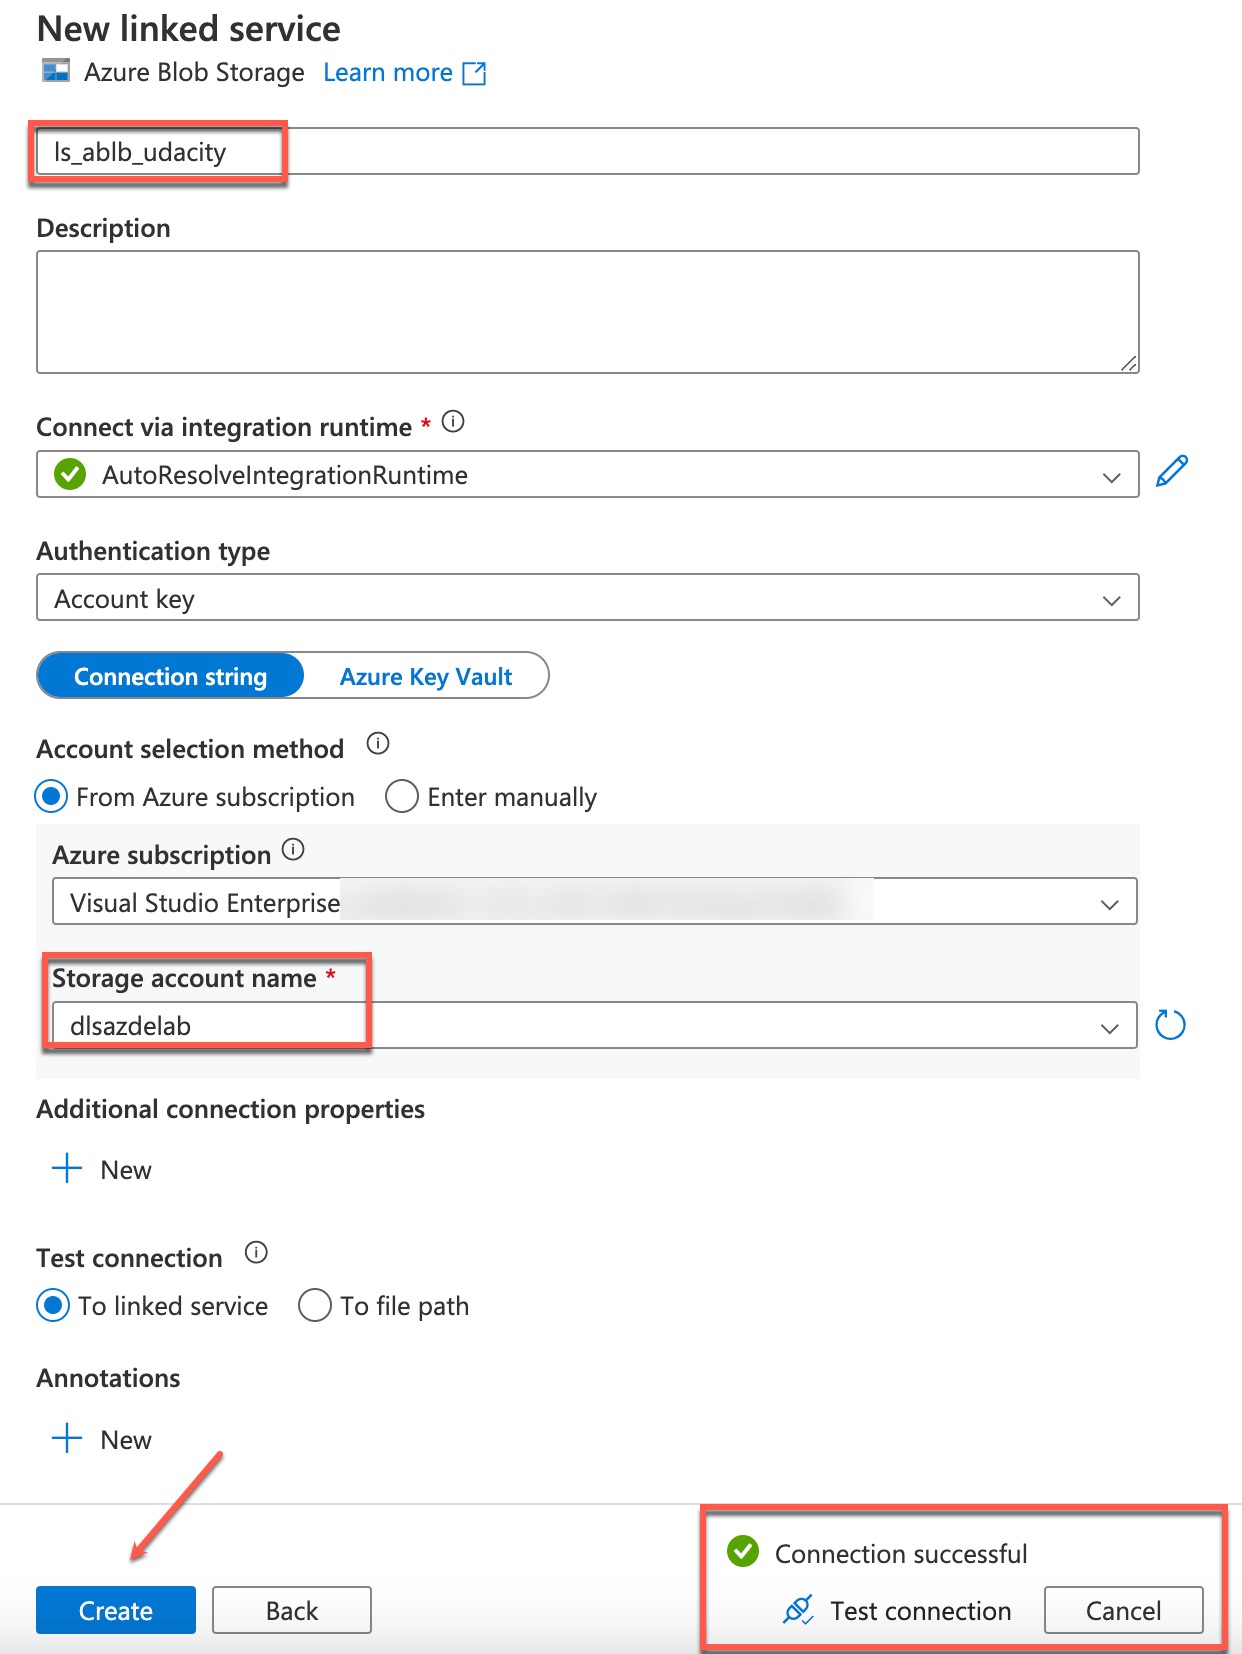 New linked service
Azure Blob Storage Learn more
ls_ablb_udacity
Description
Connect via integration runtime *
AutoResolveIntegrationRuntime
Authentication type
Account key
Connection string Azure Key Vault
Account selection method
From Azure subscription Enter manually
Azure subscription
Visual Studio Enterprise
Storage account name *
dlsazdelab
Additional connection properties
New
Test connection
To linked service To file path
Annotations
New
Connection successful
Create Back Test connection Cancel